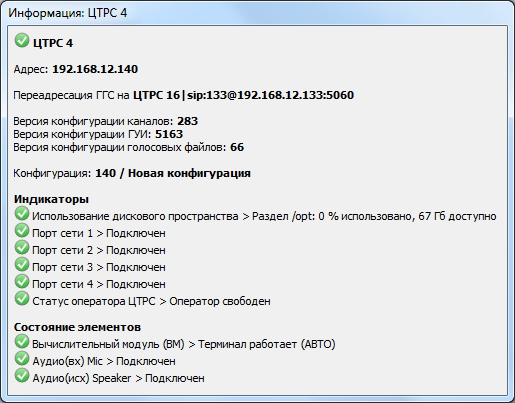 Информация: ЦТРС 4
ЦТРС 4
Адрес: 192.168.12.140
Переадресация ГГС на ЦТРС 16|sip:133@192.168.12.133:5060
Версия конфигурации каналов: 283
Версия конфигурации ГУИ: 5163
Версия конфигурации голосовых файлов: 66
Конфигурация: 140 / Новая конфигурация
Индикаторы
Использование дискового пространства > Раздел /opt: 0 % использовано, 67 Гб доступно
Порт сети 1 > Подключен
Порт сети 2 > Подключен
Порт сети 3 > Подключен
Порт сети 4 > Подключен
Статус оператора ЦТРС > Оператор свободен
Состояние элементов
Вычислительный модуль (ВМ) > Терминал работает (АВТО)
Аудио(вх) Mic > Подключен
Аудио(исх) Speaker > Подключен